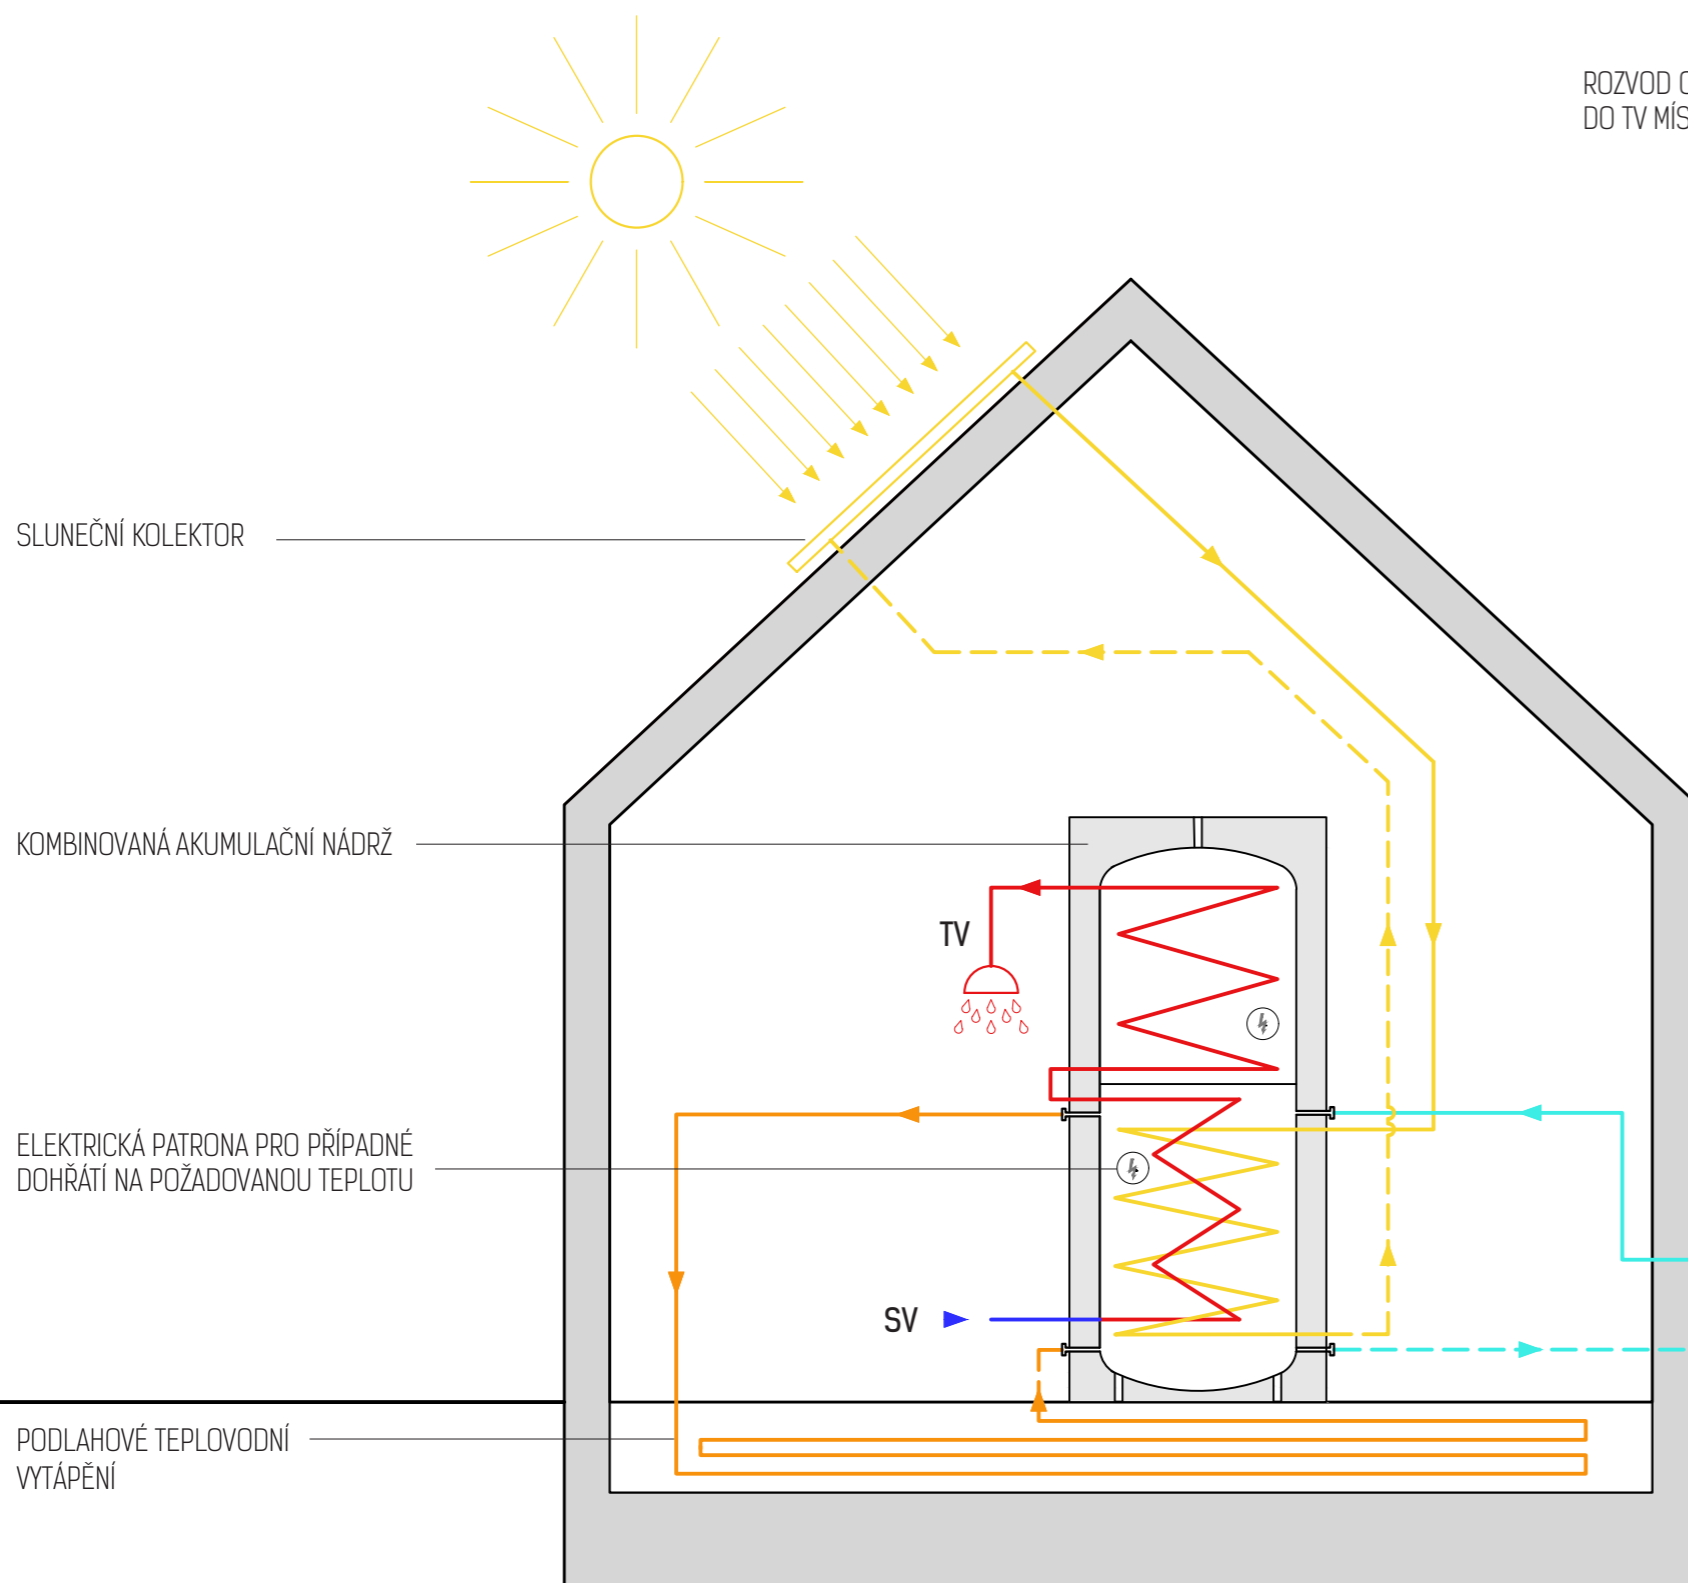 ROZVOD
DO TV
SLUNEČNÍ KOLEKTOR
KOMBINOVANÁ AKUMULAČNÍ NÁDRŽ
TV
ELEKTRICKÁ PATRONA PRO PŘÍPADNÉ
DOHŘÁTÍ NA POŽADOVANOU TEPLOTU
SV
PODLAHOVÉ TEPLOVODNÍ
VYTÁPĚNÍ